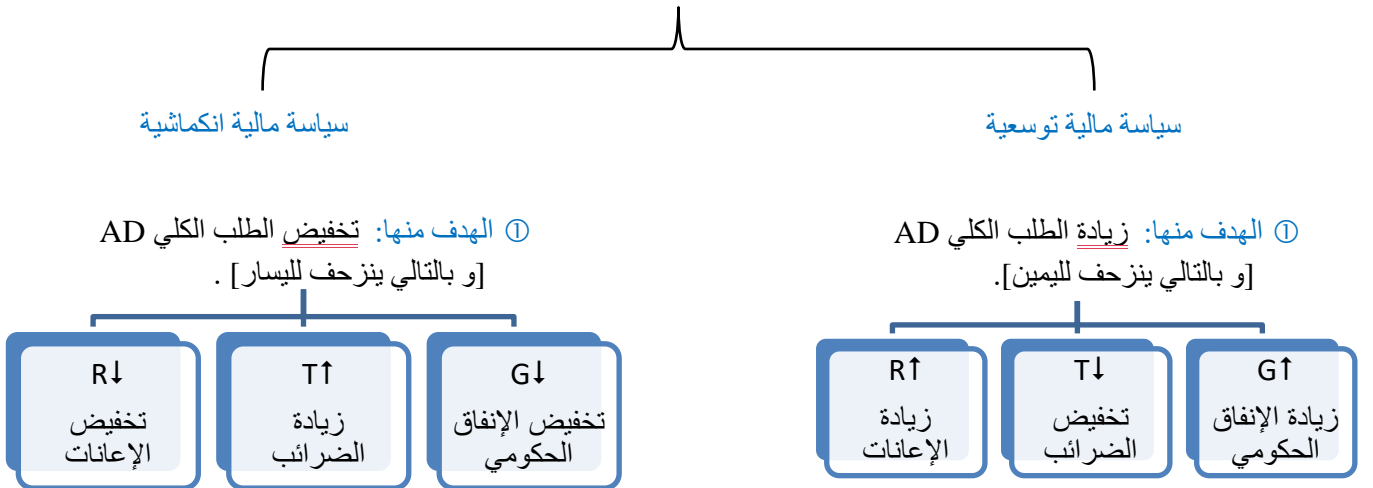 سياسة مالية توسعية
① الهدف منها: زيادة الطلب الكلي AD
[و بالتالي ينزحف لليمين].
G↑
زيادة الإنفاق
الحكومي
T↓
تخفيض
الضرائب
R↑
زيادة
الإعانات
سياسة مالية انكماشية
① الهدف منها: تخفيض الطلب الكلي AD
[و بالتالي ينزحف لليسار] .
G↓
تخفيض الإنفاق
الحكومي
T↑
زيادة
الضرائب
R↓
تخفيض
الإعانات